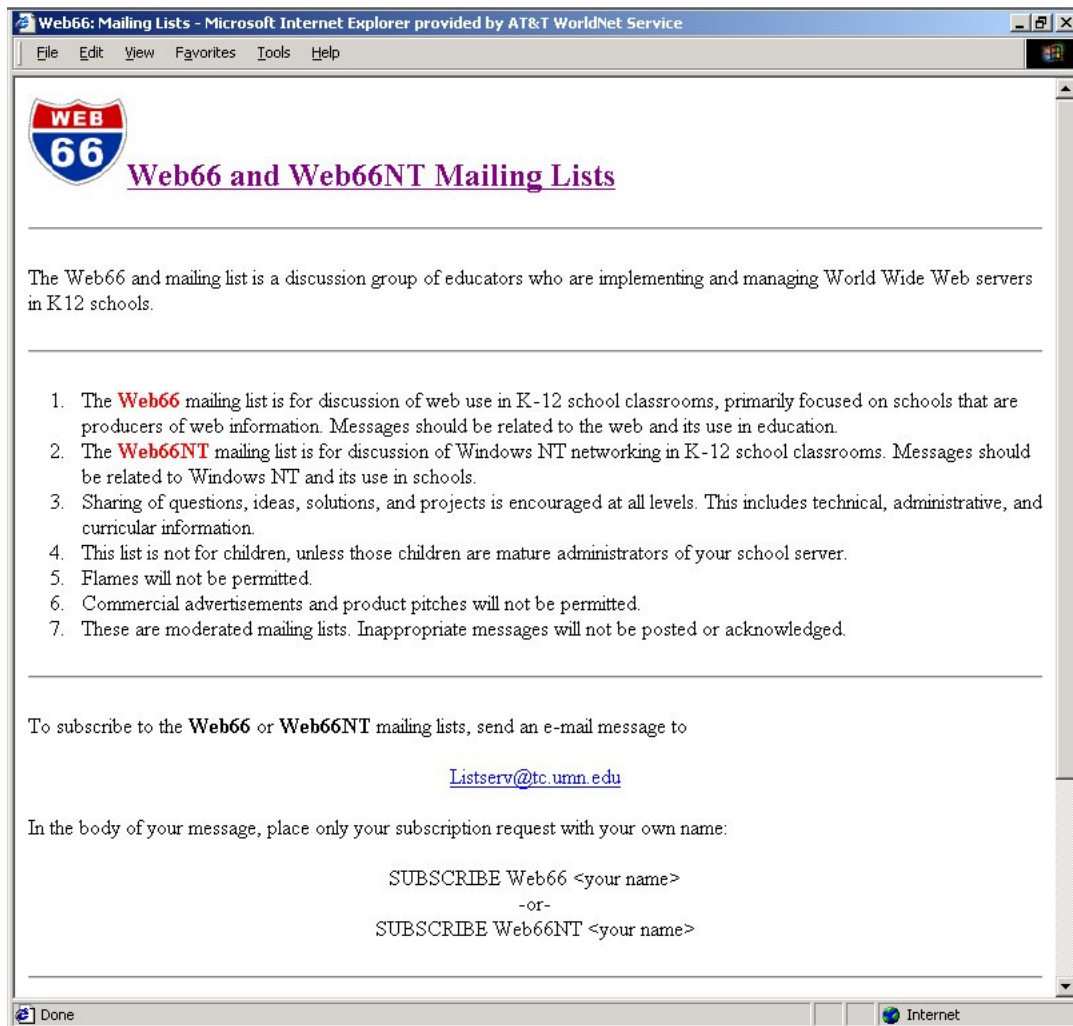 Web66: Mailing Lists - Microsoft Internet Explorer provided by AT&T WorldNet Service
File Edit View Favorites Tools Help
WEB
66
Web66 and Web66NT Mailing Lists
The Web66 and mailing list is a discussion group of educators who are implementing and managing World Wide Web servers
in K12 schools.
1. The Web66 mailing list is for discussion of web use in K-12 school classrooms, primarily focused on schools that are
producers of web information. Messages should be related to the web and its use in education.
2. The Web66NT mailing list is for discussion of Windows NT networking in K-12 school classrooms. Messages should
be related to Windows NT and its use in schools.
3. Sharing of questions, ideas, solutions, and projects is encouraged at all levels. This includes technical, administrative, and
curricular information.
4. This list is not for children, unless those children are mature administrators of your school server.
5. Flames will not be permitted.
6. Commercial advertisements and product pitches will not be permitted.
7. These are moderated mailing lists. Inappropriate messages will not be posted or acknowledged.
To subscribe to the Web66 or Web66NT mailing lists, send an e-mail message to
Listserv@tc.umn.edu
In the body of your message, place only your subscription request with your own name:
SUBSCRIBE Web66 <your name>
-or-
SUBSCRIBE Web66NT <your name>
Done Internet